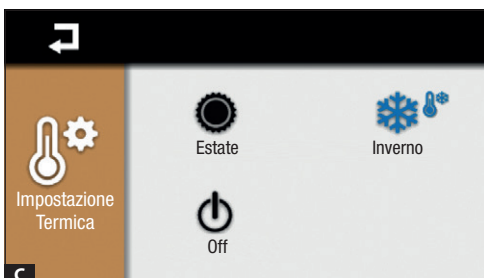 Impostazione
Termica
Estate
Inverno
Off
C